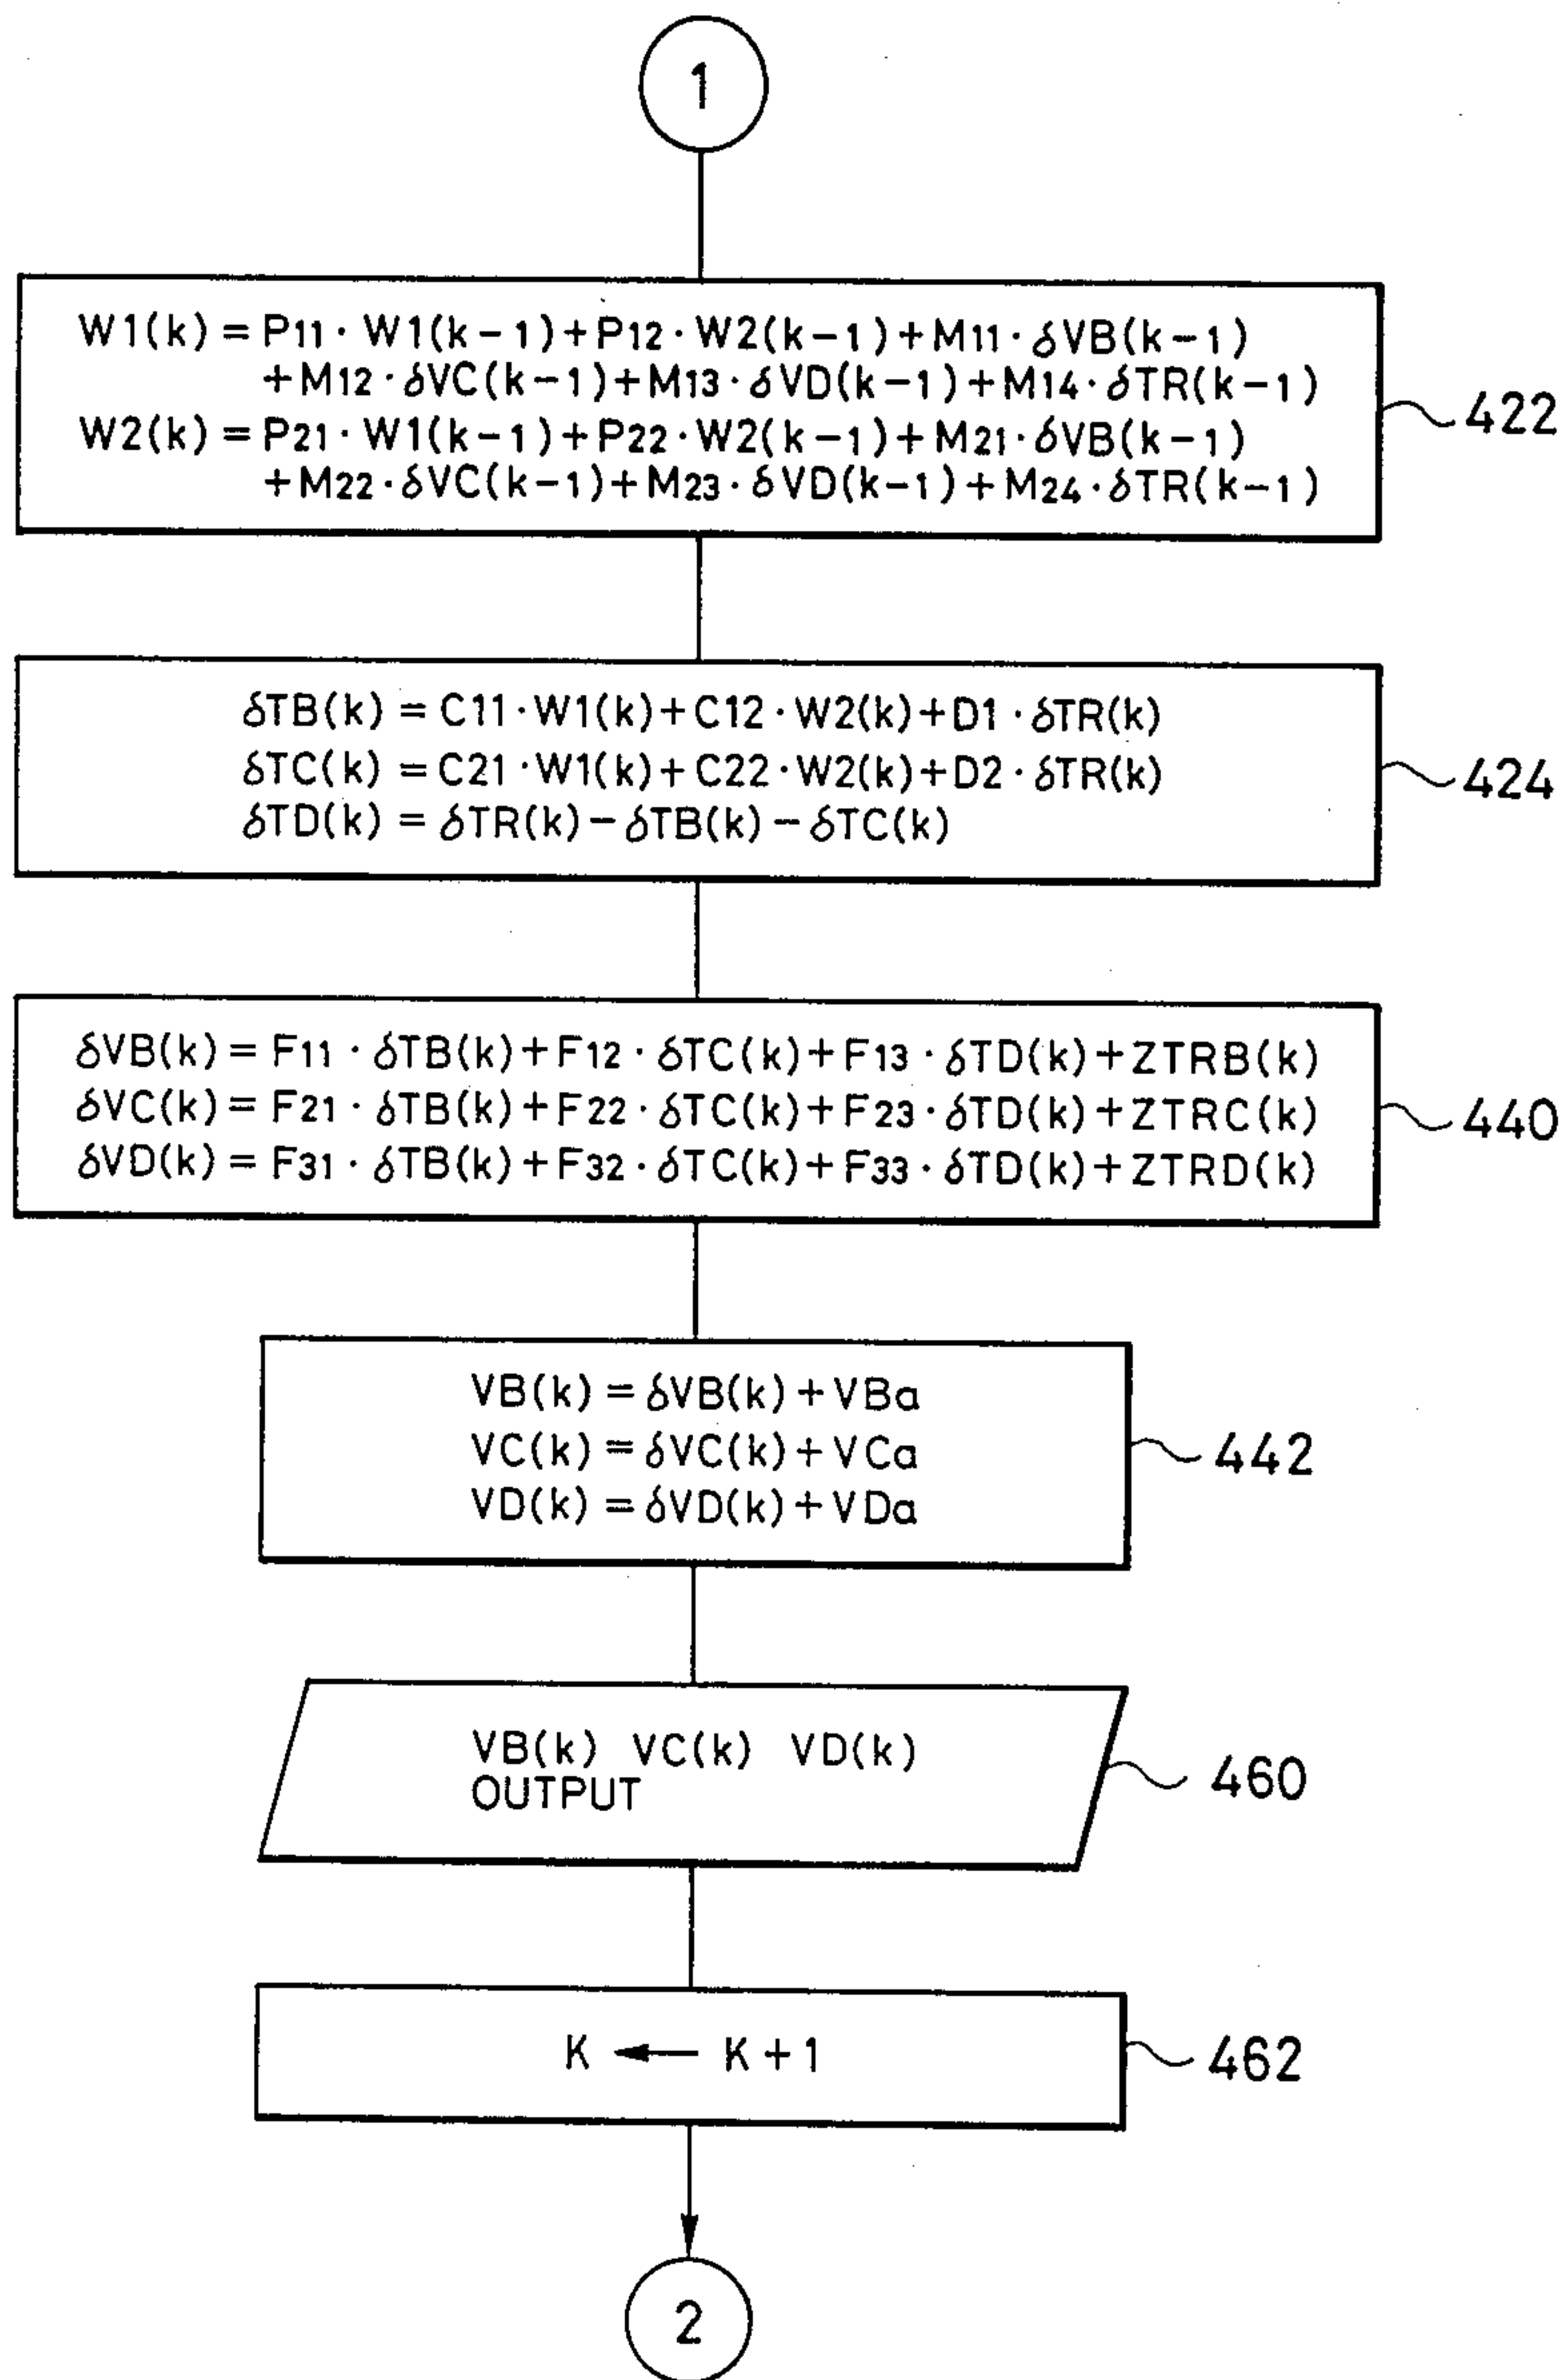 1
W1(k) = P11 · W1(k-1) + P12 · W2(k-1) + M11 · δVB(k-1)
+ M12 · δVC(k-1) + M13 · δVD(k-1) + M14 · δTR(k-1)
W2(k) = P21 · W1(k-1) + P22 · W2(k-1) + M21 · δVB(k-1)
+ M22 · δVC(k-1) + M23 · δVD(k-1) + M24 · δTR(k-1)
422
δTB(k) = C11 · W1(k) + C12 · W2(k) + D1 · δTR(k)
δTC(k) = C21 · W1(k) + C22 · W2(k) + D2 · δTR(k)
δTD(k) = δTR(k) - δTB(k) - δTC(k)
424
δVB(k) = F11 · δTB(k) + F12 · δTC(k) + F13 · δTD(k) + ZTRB(k)
δVC(k) = F21 · δTB(k) + F22 · δTC(k) + F23 · δTD(k) + ZTRC(k)
δVD(k) = F31 · δTB(k) + F32 · δTC(k) + F33 · δTD(k) + ZTRD(k)
440
VB(k) = δVB(k) + VBa
VC(k) = δVC(k) + VCa
VD(k) = δVD(k) + VDa
442
VB(k) VC(k) VD(k)
OUTPUT
460
K ← K + 1
462
2